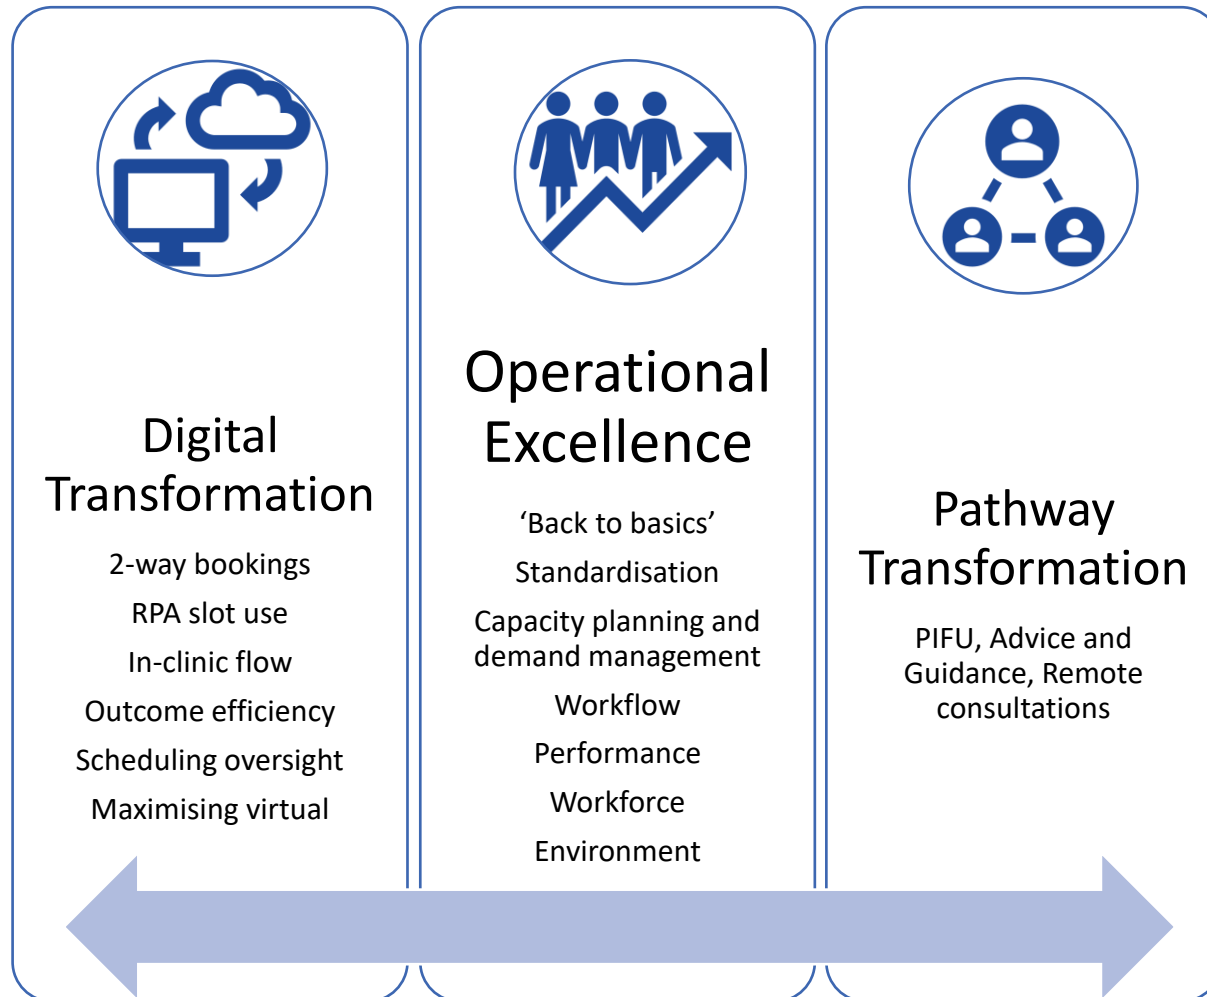 Digital
Transformation
2-way bookings
RPA slot use
In-clinic flow
Outcome efficiency
Scheduling oversight
Maximising virtual
Operational
Excellence
‘Back to basics’
Standardisation
Capacity planning and
demand management
Workflow
Performance
Workforce
Environment
Pathway
Transformation
PIFU, Advice and
Guidance, Remote
consultations